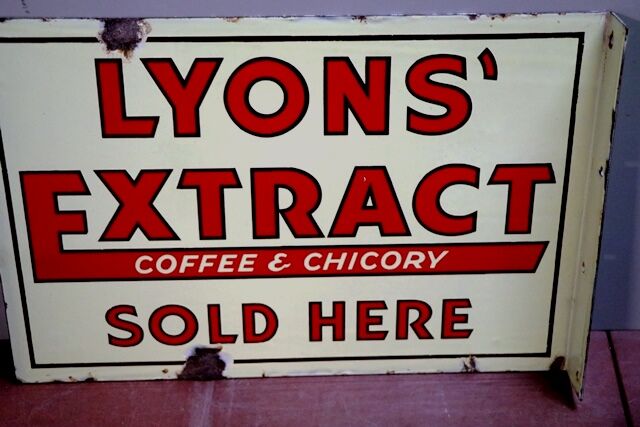 LYONS'
EXTRACT
COFFEE & CHICORY
SOLD HERE